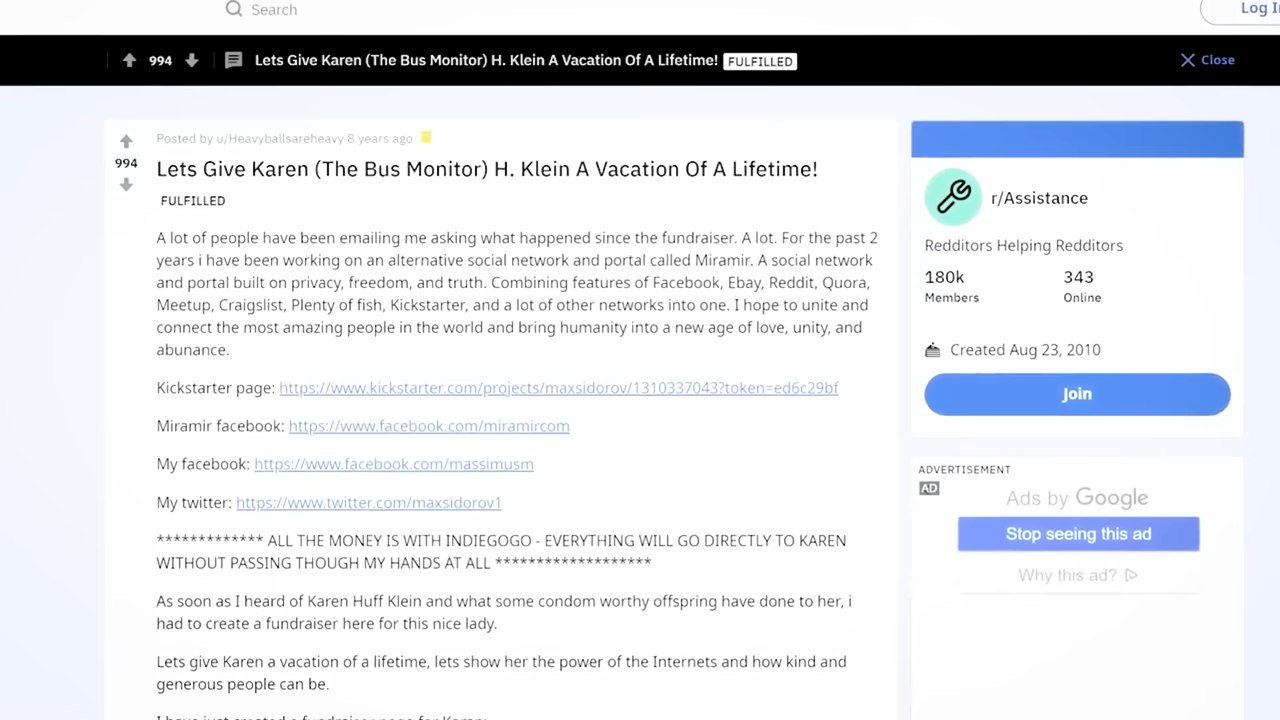 Search
Log I
994
Lets Give Karen (The Bus Monitor) H. Klein A Vacation Of A Lifetime! FULFILLED
Close
Posted by u/Heavyballsareheavy 8 years ago
994
Lets Give Karen (The Bus Monitor) H. Klein A Vacation Of A Lifetime!
FULFILLED
A lot of people have been emailing me asking what happened since the fundraiser. A lot. For the past 2
years i have been working on an alternative social network and portal called Miramir. A social network
and portal built on privacy, freedom, and truth. Combining features of Facebook, Ebay, Reddit, Quora,
Meetup, Craigslist, Plenty of fish, Kickstarter, and a lot of other networks into one. I hope to unite and
connect the most amazing people in the world and bring humanity into a new age of love, unity, and
abunance.
Kickstarter page: https://www.kickstarter.com/projects/maxsidorov/1310337043?token=ed6c29bf
Miramir facebook: https://www.facebook.com/miramircom
My facebook: https://www.facebook.com/massimusm
My twitter: https://www.twitter.com/maxsidorov1
************* ALL THE MONEY IS WITH INDIEGOGO - EVERYTHING WILL GO DIRECTLY TO KAREN
WITHOUT PASSING THOUGH MY HANDS AT ALL *******************
As soon as I heard of Karen Huff Klein and what some condom worthy offspring have done to her, i
had to create a fundraiser here for this nice lady.
Lets give Karen a vacation of a lifetime, lets show her the power of the Internets and how kind and
generous people can be.
I have just created a fundraiser page for Karen:
r/Assistance
Redditors Helping Redditors
180k
343
Members
Online
Created Aug 23, 2010
Join
ADVERTISEMENT
AD
Ads by Google
Stop seeing this ad
Why this ad?